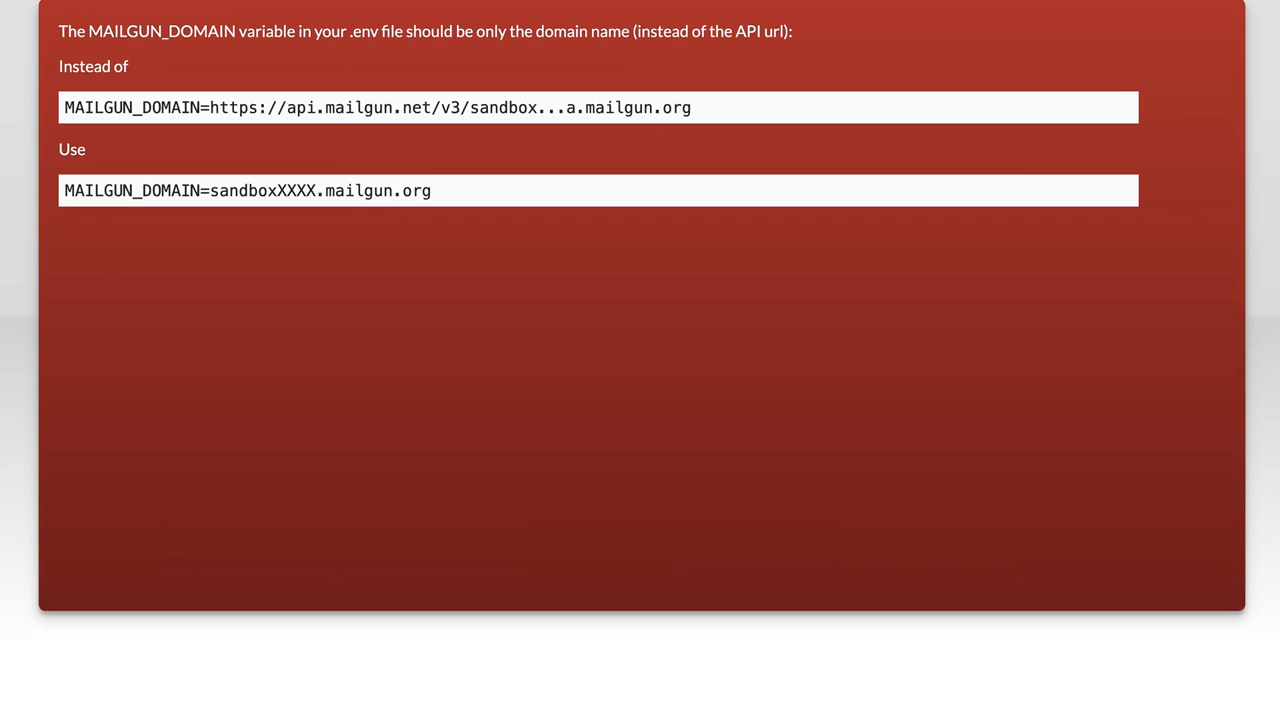 The MAILGUN_DOMAIN variable in your .env file should be only the domain name (instead of the API url):
Instead of
MAILGUN_DOMAIN=https://api.mailgun.net/v3/sandbox...a.mailgun.org
Use
MAILGUN_DOMAIN=sandboxXXXX.mailgun.org